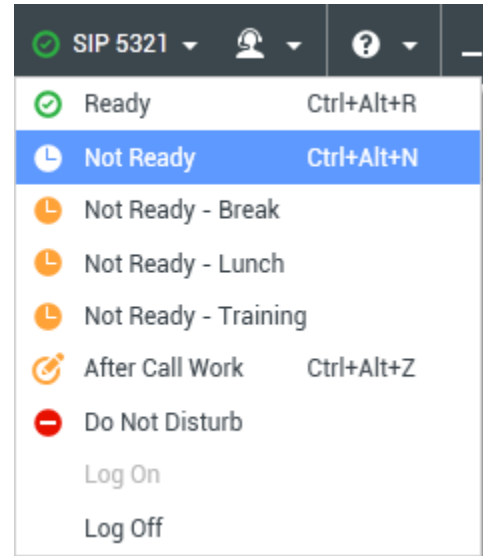 SIP 5321
Ready Ctrl+Alt+R
Not Ready Ctrl+Alt+N
Not Ready - Break
Not Ready - Lunch
Not Ready - Training
After Call Work Ctrl+Alt+Z
Do Not Disturb
Log On
Log Off